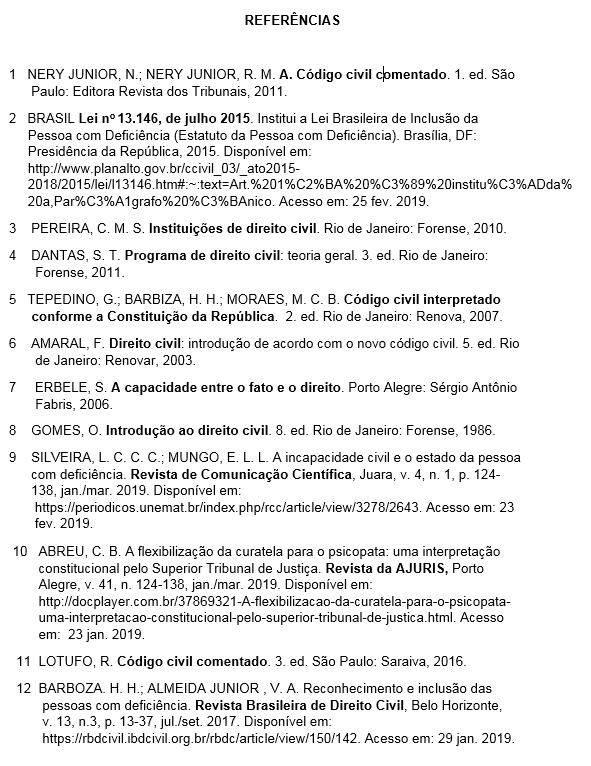 REFERÊNCIAS
1 NERY JUNIOR, N.; NERY JUNIOR, R. M. A. Código civil comentado. 1. ed. São
Paulo: Editora Revista dos Tribunais, 2011.
2 BRASIL Lei nº 13.146, de julho 2015. Institui a Lei Brasileira de Inclusão da
Pessoa com Deficiência (Estatuto da Pessoa com Deficiência). Brasília, DF:
Presidência da República, 2015. Disponível em:
http://www.planalto.gov.br/ccivil_03/_ato2015-
2018/2015/lei/l13146.htm#:~:text=Art.%201%C2%BA%20%C3%89%20institu%C3%ADda%
20a,Par%C3%A1grafo%20%C3%BAnico. Acesso em: 25 fev. 2019.
3 PEREIRA, C. M. S. Instituições de direito civil. Rio de Janeiro: Forense, 2010.
4 DANTAS, S. T. Programa de direito civil: teoria geral. 3. ed. Rio de Janeiro:
Forense, 2011.
5 TEPEDINO, G.; BARBIZA, H. H.; MORAES, M. C. B. Código civil interpretado
conforme a Constituição da República. 2. ed. Rio de Janeiro: Renova, 2007.
6 AMARAL, F. Direito civil: introdução de acordo com o novo código civil. 5. ed. Rio
de Janeiro: Renovar, 2003.
7 ERBELE, S. A capacidade entre o fato e o direito. Porto Alegre: Sérgio Antônio
Fabris, 2006.
8 GOMES, O. Introdução ao direito civil. 8. ed. Rio de Janeiro: Forense, 1986.
9 SILVEIRA, L. C. C. C.; MUNGO, E. L. L. A incapacidade civil e o estado da pessoa
com deficiência. Revista de Comunicação Científica, Juara, v. 4, n. 1, p. 124-
138, jan./mar. 2019. Disponível em:
https://periodicos.unemat.br/index.php/rcc/article/view/3278/2643. Acesso em: 23
fev. 2019.
10 ABREU, C. B. A flexibilização da curatela para o psicopata: uma interpretação
constitucional pelo Superior Tribunal de Justiça. Revista da AJURIS, Porto
Alegre, v. 41, n. 124-138, jan./mar. 2019. Disponível em:
http://docplayer.com.br/37869321-A-flexibilizacao-da-curatela-para-o-psicopata-
uma-interpretacao-constitucional-pelo-superior-tribunal-de-justica.html. Acesso
em: 23 jan. 2019.
11 LOTUFO, R. Código civil comentado. 3. ed. São Paulo: Saraiva, 2016.
12 BARBOZA. H. H.; ALMEIDA JUNIOR , V. A. Reconhecimento e inclusão das
pessoas com deficiência. Revista Brasileira de Direito Civil, Belo Horizonte,
v. 13, n.3, p. 13-37, jul./set. 2017. Disponível em:
https://rbdcivil.ibdcivil.org.br/rbdc/article/view/150/142. Acesso em: 29 jan. 2019.